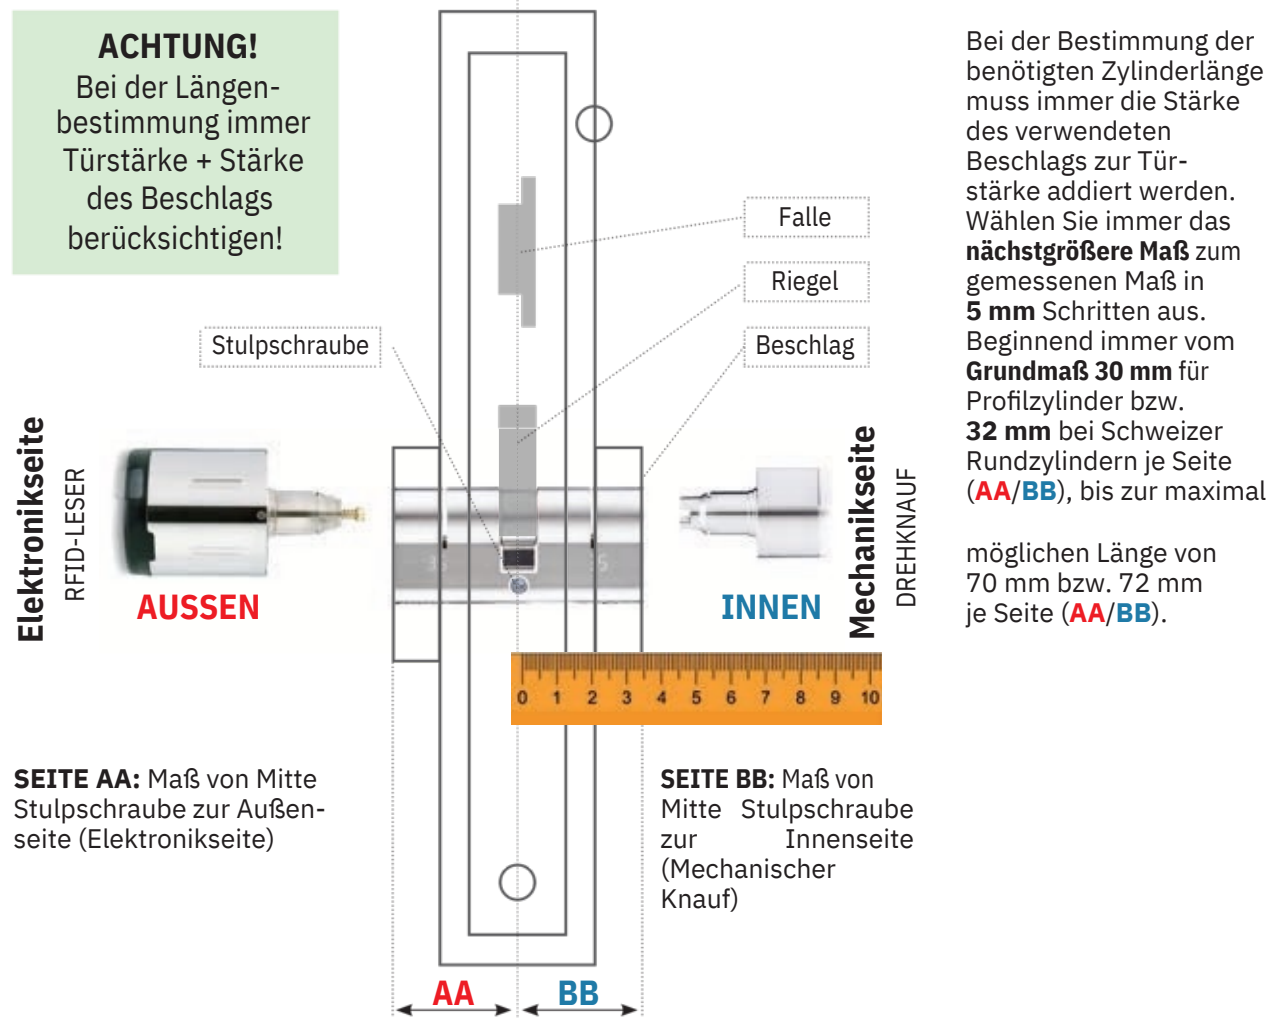 ACHTUNG!
Bei der Längen-
bestimmung immer
Türstärke + Stärke
des Beschlags
berücksichtigen!
Falle
Riegel
Beschlag
Stulpschraube
Elektronikseite
RFID-LESER
AUSSEN
INNEN
Mechanikseite
DREHKNAUF
0 1 2 3 4 5 6 7 8 9 10
Bei der Bestimmung der
benötigten Zylinderlänge
muss immer die Stärke
des verwendeten
Beschlags zur Tür-
stärke addiert werden.
Wählen Sie immer das
nächstgrößere Maß zum
gemessenen Maß in
5 mm Schritten aus.
Beginnend immer vom
Grundmaß 30 mm für
Profilzylinder bzw.
32 mm bei Schweizer
Rundzylindern je Seite
(AA/BB), bis zur maximal
möglichen Länge von
70 mm bzw. 72 mm
je Seite (AA/BB).
SEITE AA: Maß von Mitte
Stulpschraube zur Außen-
seite (Elektronikseite)
SEITE BB: Maß von
Mitte Stulpschraube
zur Innenseite
(Mechanischer
Knauf)
AA
BB